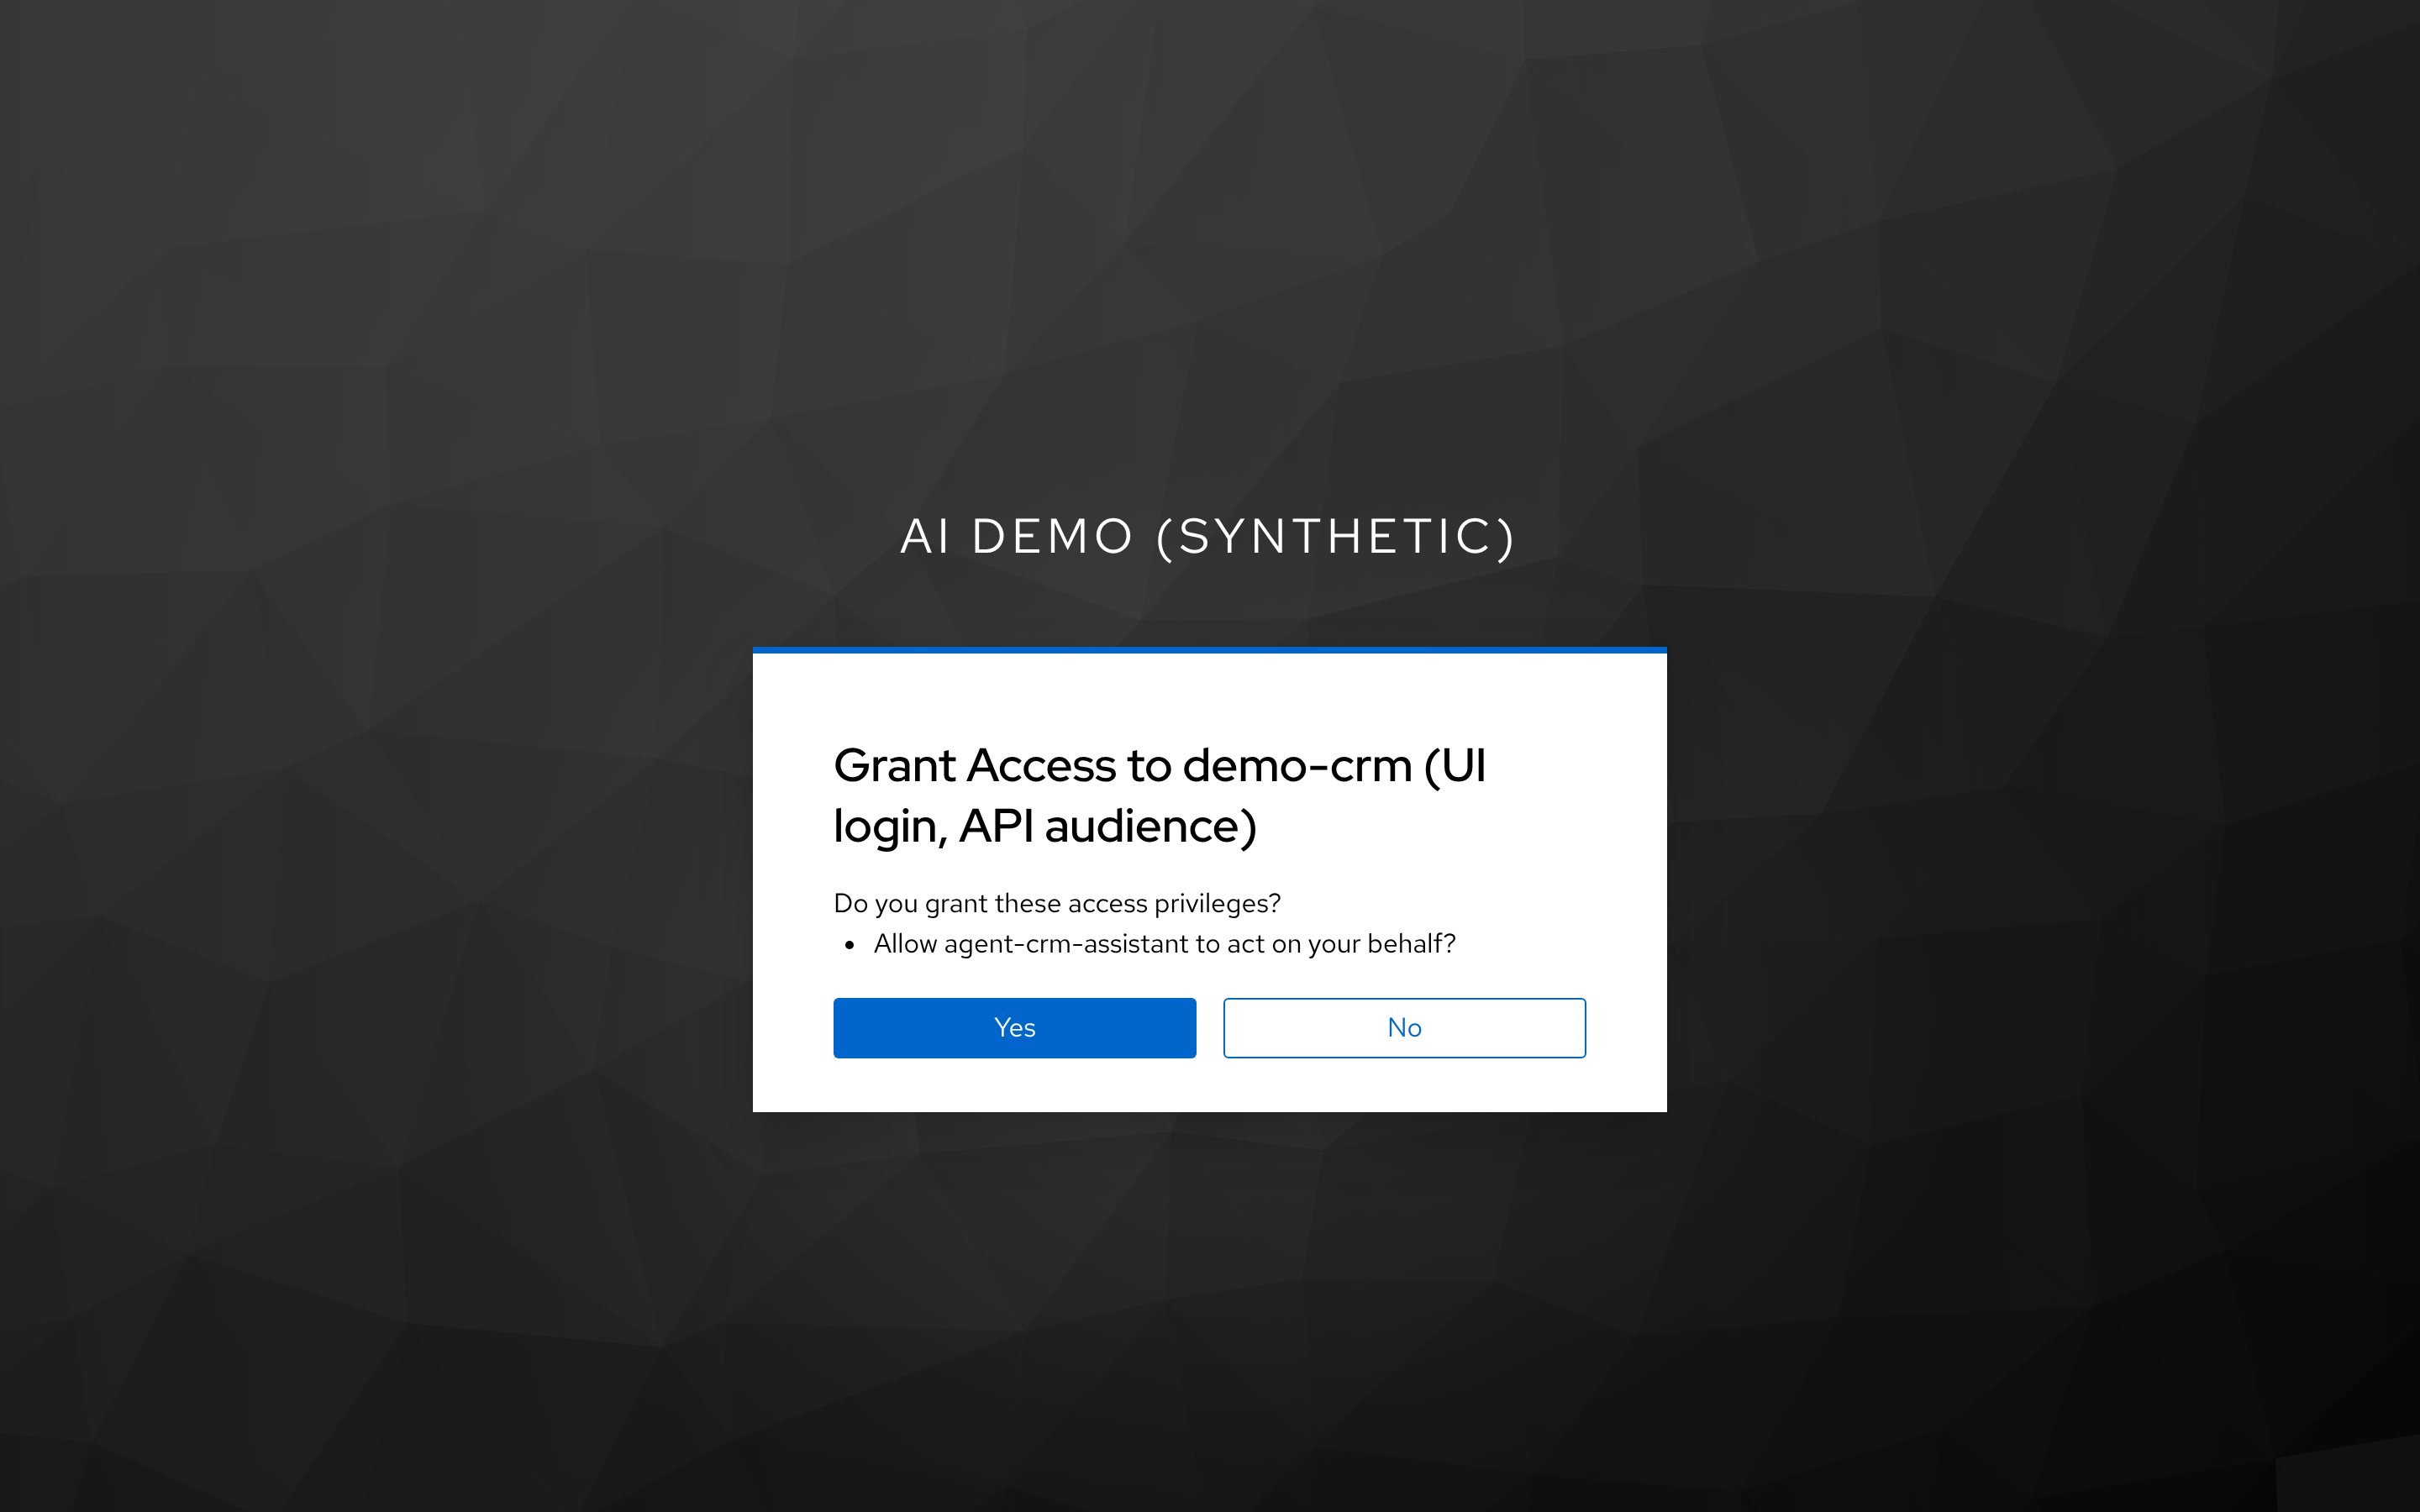 AI DEMO (SYNTHETIC)
Grant Access to demo-crm (UI
login, API audience)
Do you grant these access privileges?
• Allow agent-crm-assistant to act on your behalf?
Yes
No